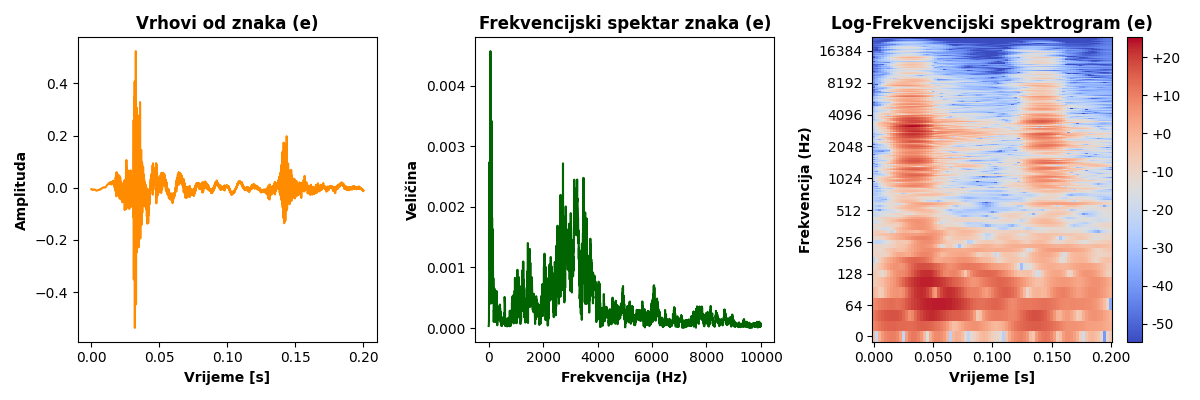 Vrhovi od znaka (e)
Amplituda
0.4
0.2
0.0
−0.2
−0.4
0.00 0.05 0.10 0.15 0.20
Vrijeme [s]
Frekvencijski spektar znaka (e)
Veličina
0.004
0.003
0.002
0.001
0.000
0 2000 4000 6000 8000 10000
Frekvencija (Hz)
Log-Frekvencijski spektrogram (e)
Frekvencija (Hz)
16384
8192
4096
2048
1024
512
256
128
64
0
0.000 0.050 0.100 0.150 0.200
Vrijeme [s]
+20
+10
+0
-10
-20
-30
-40
-50